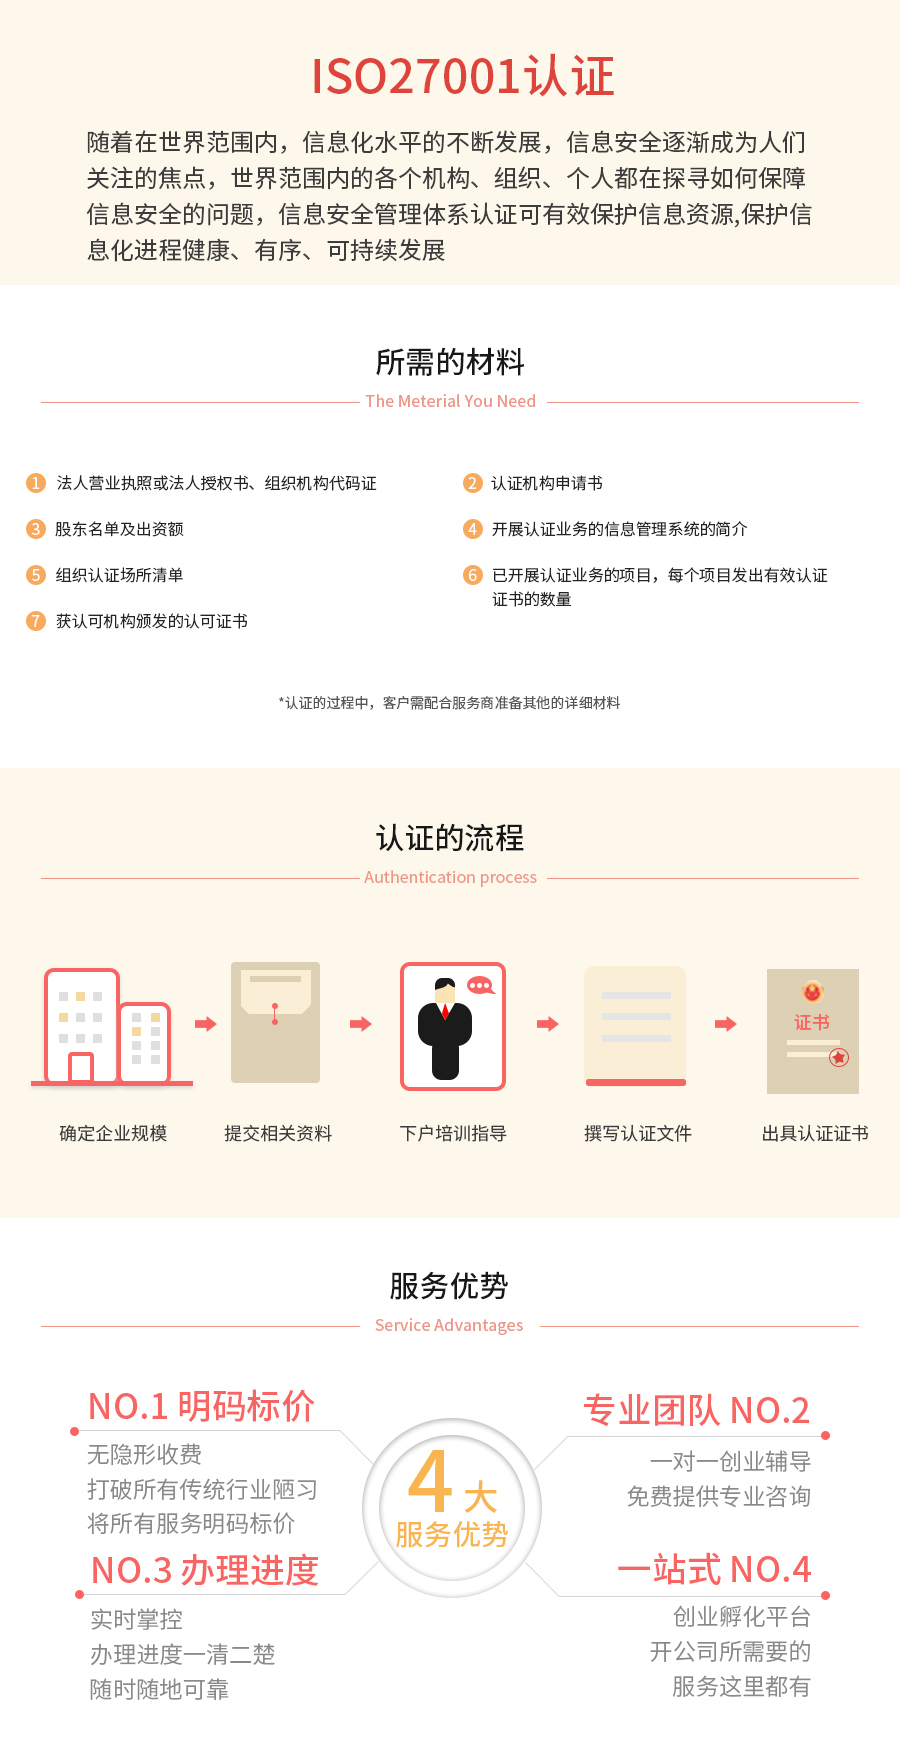 ISO27001认证
随着在世界范围内，信息化水平的不断发展，信息安全逐渐成为人们
关注的焦点，世界范围内的各个机构、组织、个人都在探寻如何保障
信息安全的问题，信息安全管理体系认证可有效保护信息资源,保护信
息化进程健康、有序、可持续发展
所需的材料
The Meterial You Need
1 法人营业执照或法人授权书、组织机构代码证
2 认证机构申请书
3 股东名单及出资额
4 开展认证业务的信息管理系统的简介
5 组织认证场所清单
6 已开展认证业务的项目，每个项目发出有效认证
证书的数量
7 获认可机构颁发的认可证书
*认证的过程中，客户需配合服务商准备其他的详细材料
认证的流程
Authentication process
证书
确定企业规模
提交相关资料
下户培训指导
撰写认证文件
出具认证证书
服务优势
Service Advantages
NO.1 明码标价
无隐形收费
打破所有传统行业陋习
将所有服务明码标价
专业团队 NO.2
一对一创业辅导
免费提供专业咨询
4 大
服务优势
NO.3 办理进度
实时掌控
办理进度一清二楚
随时随地可靠
一站式 NO.4
创业孵化平台
开公司所需要的
服务这里都有